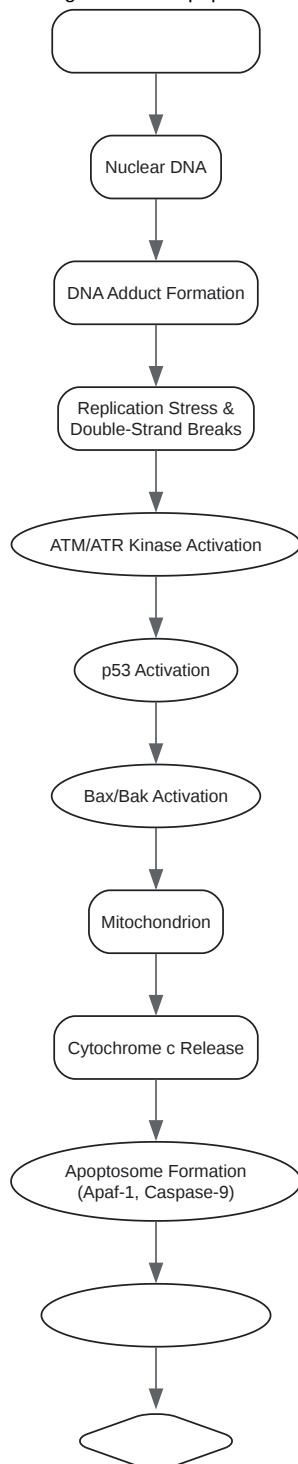 Nuclear DNA
DNA Adduct Formation
Replication Stress &
Double-Strand Breaks
ATM/ATR Kinase Activation
p53 Activation
Bax/Bak Activation
Mitochondrion
Cytochrome c Release
Apoptosome Formation
(Apaf-1, Caspase-9)